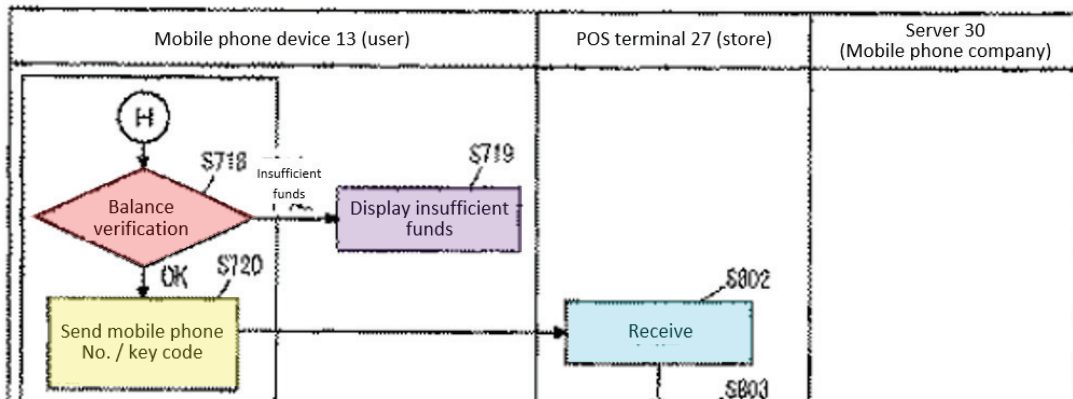 Mobile phone device 13 (user)
POS terminal 27 (store)
Server 30
(Mobile phone company)
H
S718
Balance
verification
Insufficient
funds
S719
Display insufficient
funds
OK
S720
Send mobile phone
No. / key code
S802
Receive
S803